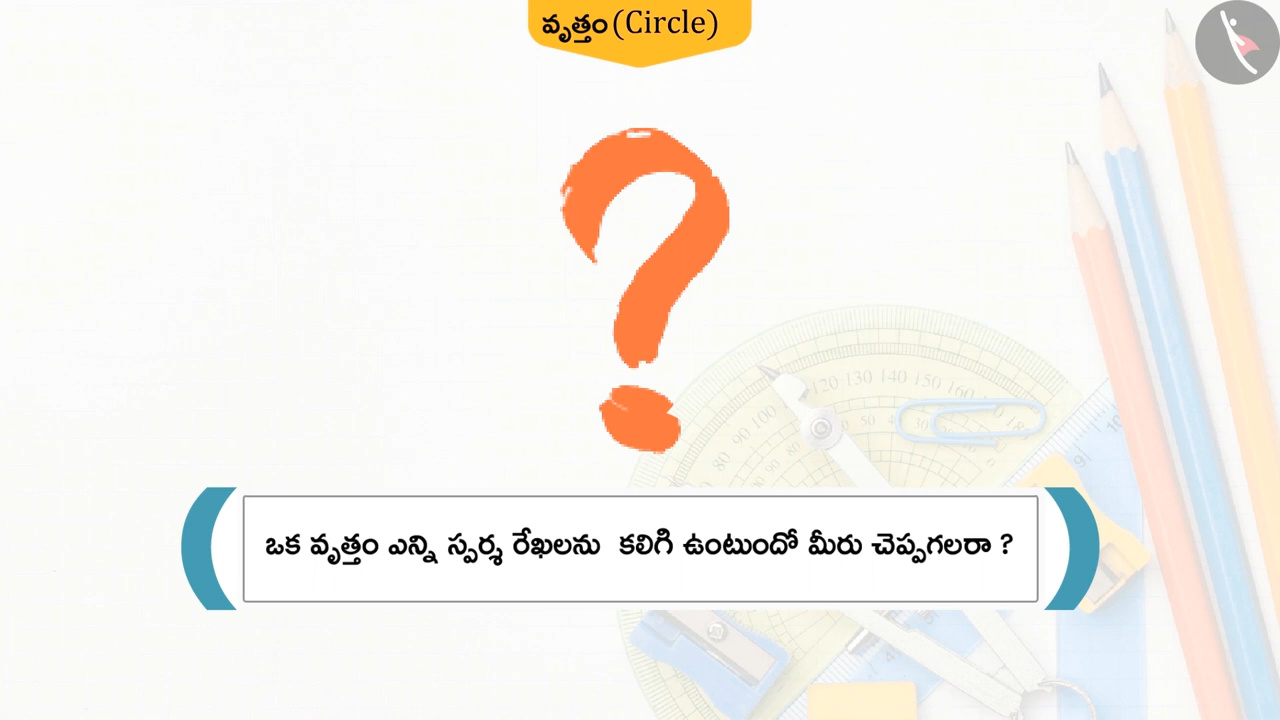 వృత్తం (Circle)
ఒక వృత్తం ఎన్ని స్పర్శ రేఖలను కలిగి ఉంటుందో మీరు చెప్పగలరా ?